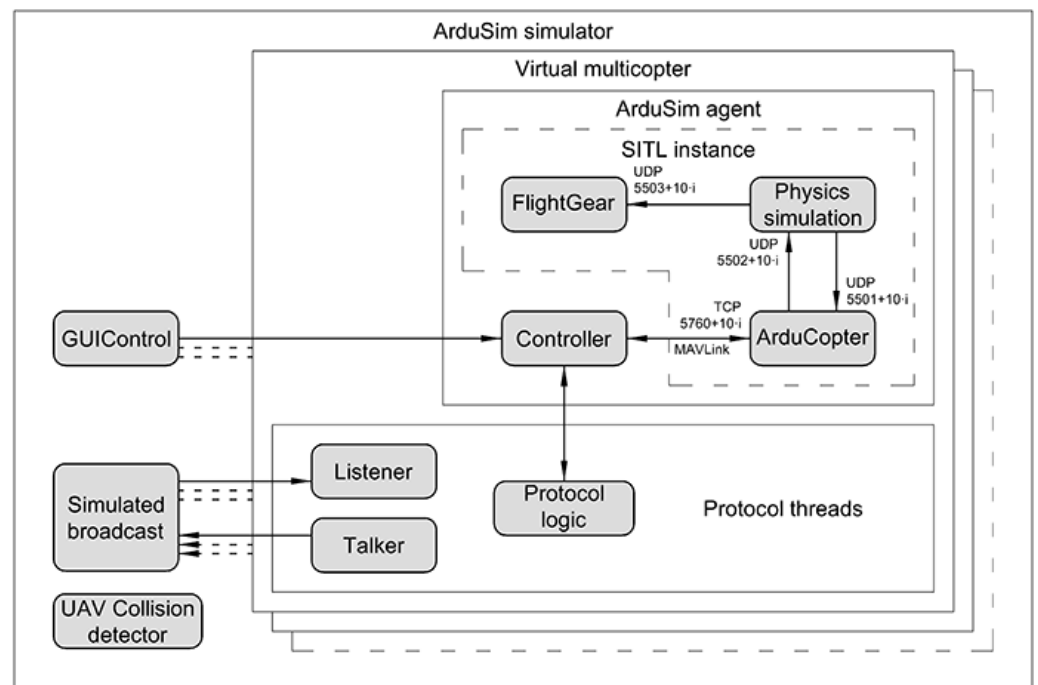 ArduSim simulator
Virtual multicopter
ArduSim agent
SITL instance
FlightGear
UDP
5503+10·i
Physics
simulation
UDP
5502+10·i
UDP
5501+10·i
GUIControl
Controller
TCP
5760+10·i
MAVLink
ArduCopter
Simulated
broadcast
Listener
Talker
Protocol
logic
Protocol threads
UAV Collision
detector